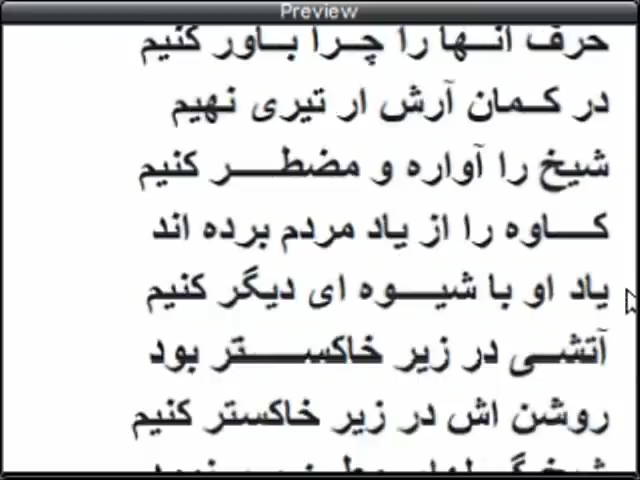 Preview
حرف آنها را چرا باور کنیم
در کمان آرش ار تیری نهیم
شیخ را آواره و مضطر کنیم
کاوه را از یاد مردم برده اند
یاد او با شیوه ای دیگر کنیم
آتشی در زیر خاکستر بود
روشن اش در زیر خاکستر کنیم